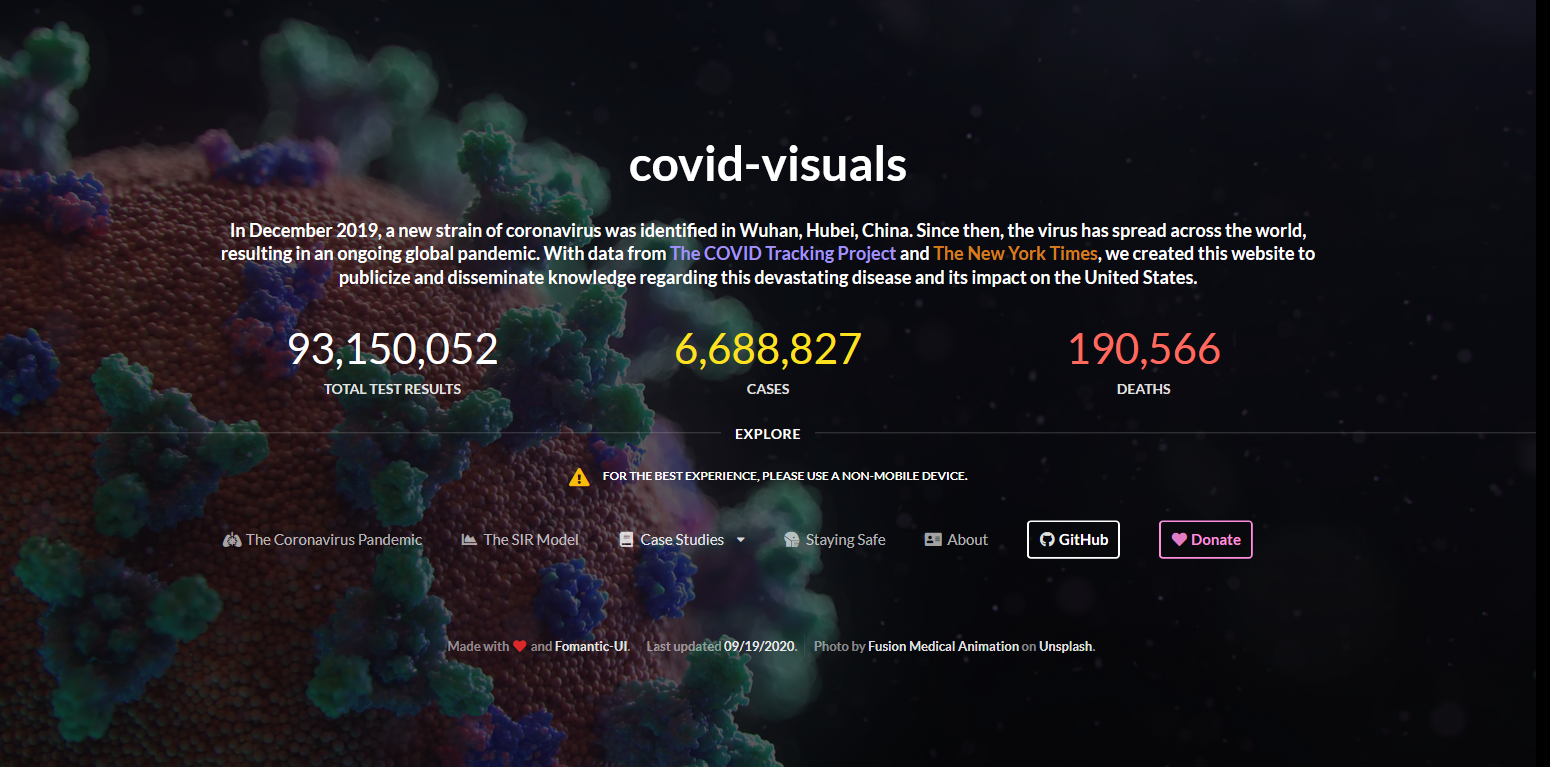 covid-visuals
In December 2019, a new strain of coronavirus was identified in Wuhan, Hubei, China. Since then, the virus has spread across the world,
resulting in an ongoing global pandemic. With data from The COVID Tracking Project and The New York Times, we created this website to
publicize and disseminate knowledge regarding this devastating disease and its impact on the United States.
93,150,052 6,688,827 190,566
TOTAL TEST RESULTS CASES DEATHS
EXPLORE
FOR THE BEST EXPERIENCE, PLEASE USE A NON-MOBILE DEVICE.
The Coronavirus Pandemic The SIR Model Case Studies Staying Safe About GitHub Donate
Made with and Fomantic-UI. Last updated 09/19/2020. Photo by Fusion Medical Animation on Unsplash.